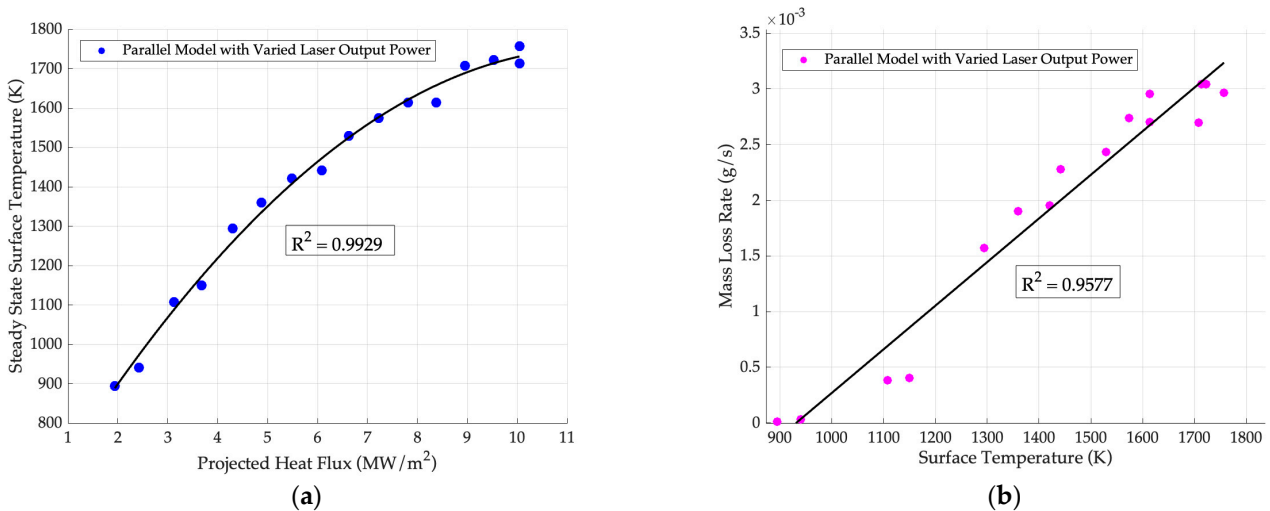 1800
1700
1600
1500
1400
1300
1200
1100
1000
900
800
Steady State Surface Temperature (K)
Parallel Model with Varied Laser Output Power
R² = 0.9929
1 2 3 4 5 6 7 8 9 10 11
Projected Heat Flux (MW/m²)
(a)
×10⁻³
3.5
3
2.5
2
1.5
1
0.5
0
Mass Loss Rate (g/s)
Parallel Model with Varied Laser Output Power
R² = 0.9577
900 1000 1100 1200 1300 1400 1500 1600 1700 1800
Surface Temperature (K)
(b)